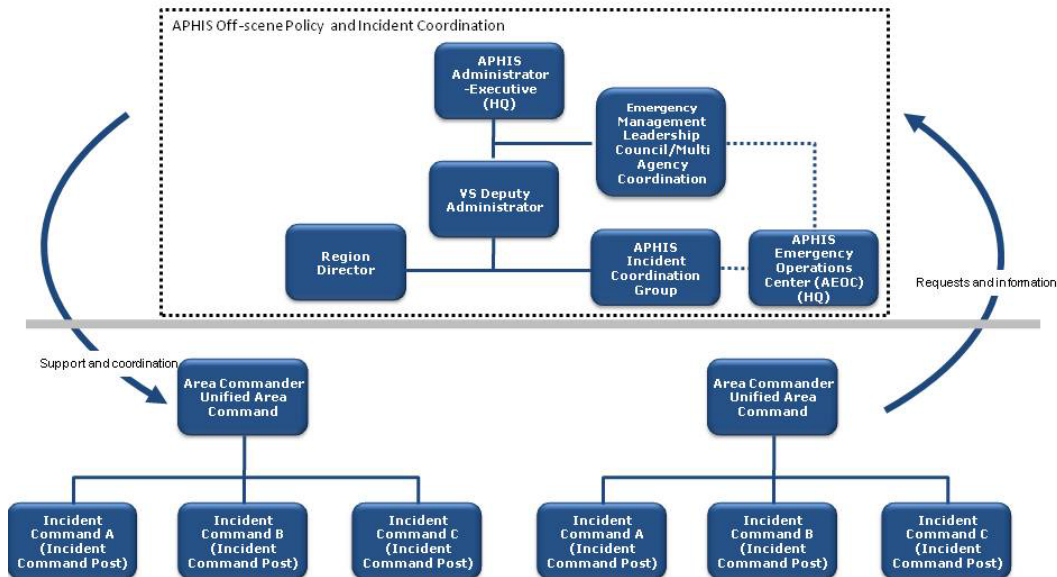 APHIS Off-scene Policy and Incident Coordination
APHIS
Administrator
-Executive
(HQ)
Emergency
Management
Leadership
Council/Multi
Agency
Coordination
VS Deputy
Administrator
Region
Director
APHIS
Incident
Coordination
Group
APHIS
Emergency
Operations
Center (AEOC)
(HQ)
Requests and information
Support and coordination
Area Commander
Unified Area
Command
Area Commander
Unified Area
Command
Incident
Command A
(Incident
Command Post)
Incident
Command B
(Incident
Command Post)
Incident
Command C
(Incident
Command Post)
Incident
Command A
(Incident
Command Post)
Incident
Command B
(Incident
Command Post)
Incident
Command C
(Incident
Command Post)